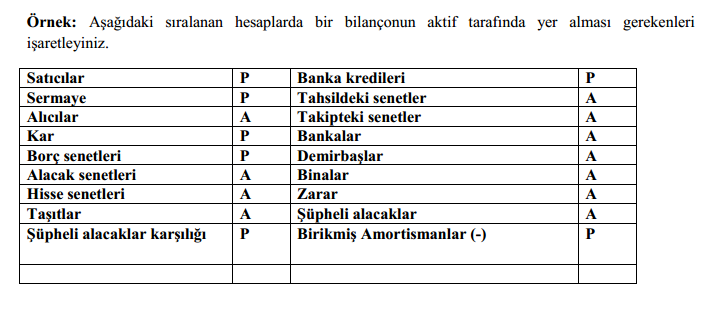 Örnek: Aşağıdaki sıralanan hesaplarda bir bilançonun aktif tarafında yer alması gerekenleri
işaretleyiniz.
Satıcılar P Banka kredileri P
Sermaye P Tahsildeki senetler A
Alıcılar A Takipteki senetler A
Kar P Bankalar A
Borç senetleri P Demirbaşlar A
Alacak senetleri A Binalar A
Hisse senetleri A Zarar A
Taşıtlar A Şüpheli alacaklar A
Şüpheli alacaklar karşılığı P Birikmiş Amortismanlar (-) P